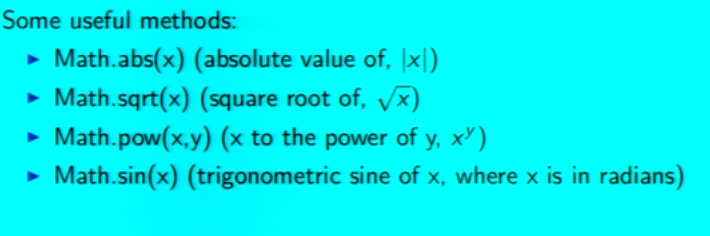 Some useful methods:
▶ Math.abs(x) (absolute value of, |x|)
▶ Math.sqrt(x) (square root of, √x)
▶ Math.pow(x,y) (x to the power of y, xʸ)
▶ Math.sin(x) (trigonometric sine of x, where x is in radians)